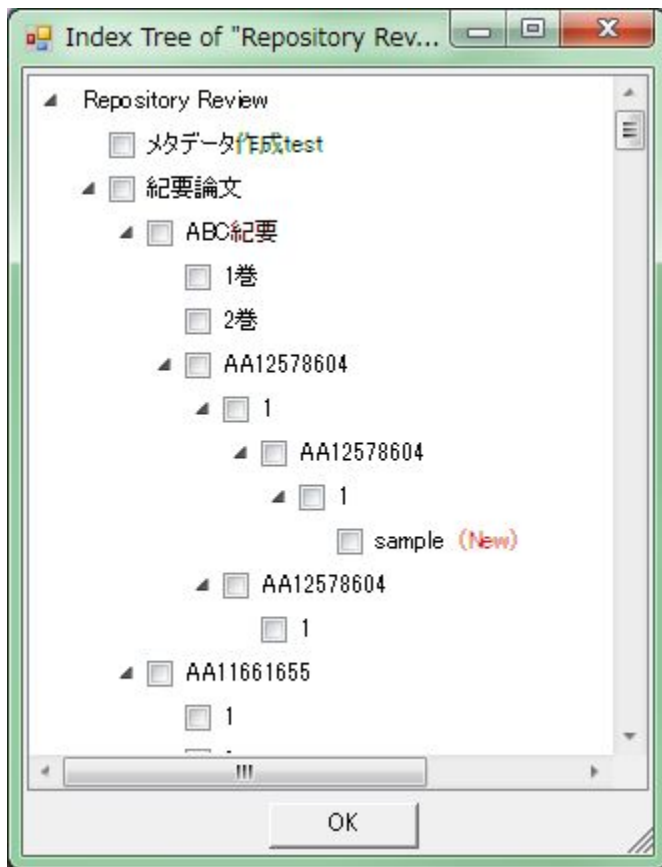 Index Tree of "Repository Rev...
Repository Review
メタデータ作成test
紀要論文
ABC紀要
1巻
2巻
AA12578604
1
AA12578604
1
sample (New)
AA12578604
1
AA11661655
1
OK